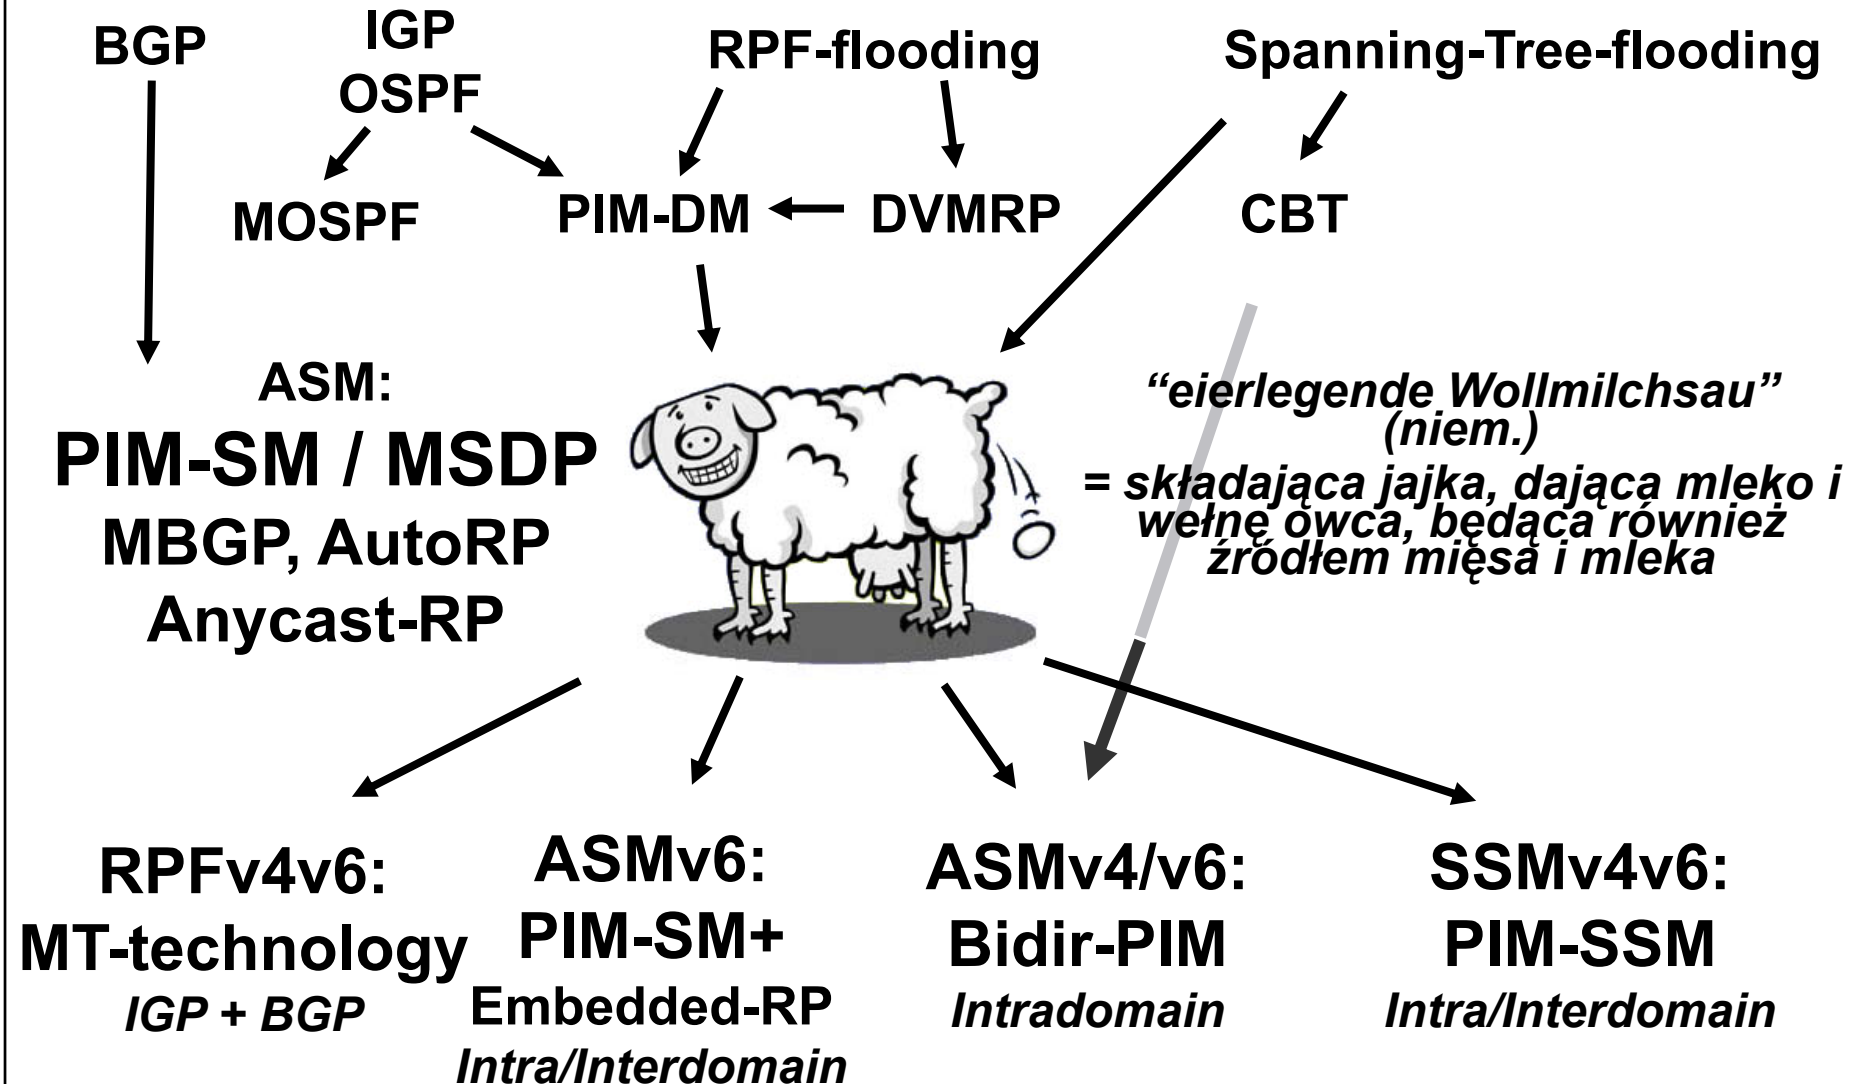 BGP
IGP
OSPF
RPF-flooding
Spanning-Tree-flooding
MOSPF
PIM-DM
DVMRP
CBT
ASM:
PIM-SM / MSDP
MBGP, AutoRP
Anycast-RP
“eierlegende Wollmilchsau”
(niem.)
= składająca jajka, dająca mleko i
wełnę owca, będąca również
źródłem mięsa i mleka
RPFv4v6:
MT-technology
IGP + BGP
ASMv6:
PIM-SM+
Embedded-RP
Intra/Interdomain
ASMv4/v6:
Bidir-PIM
Intradomain
SSMv4v6:
PIM-SSM
Intra/Interdomain